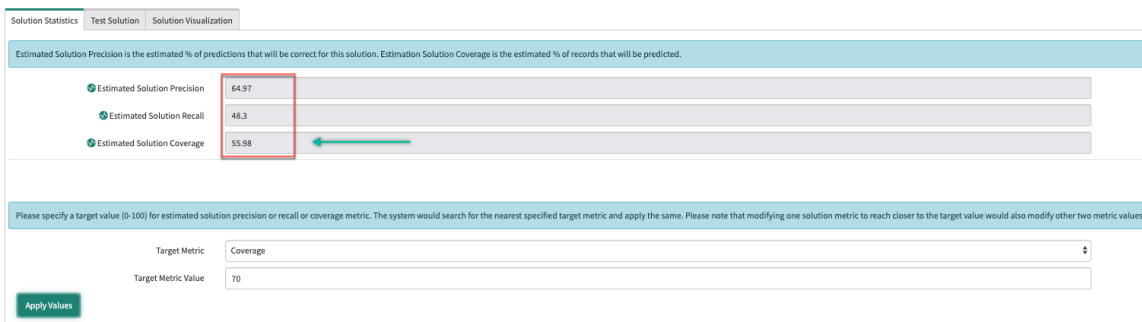 Solution Statistics Test Solution Solution Visualization
Estimated Solution Precision is the estimated % of predictions that will be correct for this solution. Estimation Solution Coverage is the estimated % of records that will be predicted.
Estimated Solution Precision 64.97
Estimated Solution Recall 48.3
Estimated Solution Coverage 55.98
Please specify a target value (0-100) for estimated solution precision or recall or coverage metric. The system would search for the nearest specified target metric and apply the same. Please note that modifying one solution metric to reach closer to the target value would also modify other two metric values
Target Metric Coverage
Target Metric Value 70
Apply Values